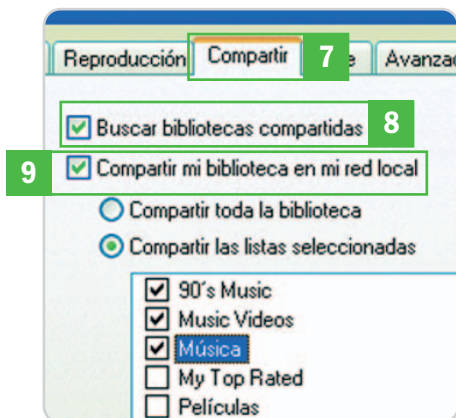 Reproducción Compartir 7 e Avanzad
Buscar bibliotecas compartidas 8
9 Compartir mi biblioteca en mi red local
Compartir toda la biblioteca
Compartir las listas seleccionadas
90's Music
Music Videos
Música
My Top Rated
Películas